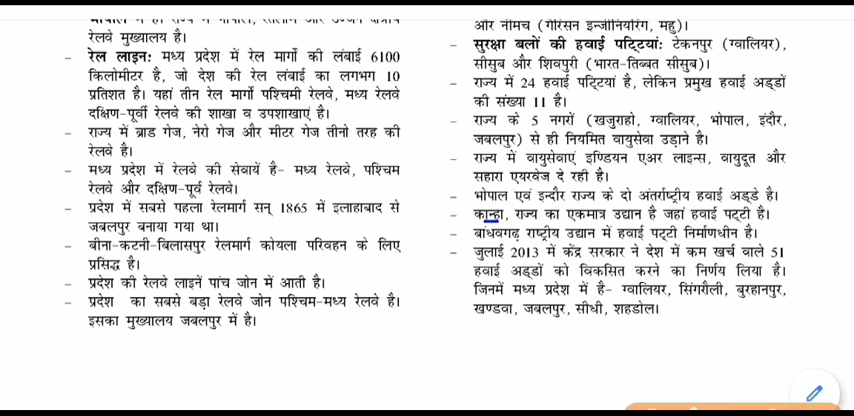 रेलवे मुख्यालय है।
- रेल लाइन: मध्य प्रदेश में रेल मार्गो की लंबाई 6100
किलोमीटर है, जो देश की रेल लंबाई का लगभग 10
प्रतिशत है। यहां तीन रेल मार्गो पश्चिमी रेलवे, मध्य रेलवे
दक्षिण-पूर्वी रेलवे की शाखा व उपशाखाएं है।
- राज्य में ब्राड गेज, नेरो गेज और मीटर गेज तीनो तरह की
रेलवे है।
- मध्य प्रदेश में रेलवे की सेवायें है- मध्य रेलवे, पश्चिम
रेलवे और दक्षिण-पूर्व रेलवे।
- प्रदेश में सबसे पहला रेलमार्ग सन् 1865 में इलाहाबाद से
जबलपुर बनाया गया था।
- बीना-कटनी-बिलासपुर रेलमार्ग कोयला परिवहन के लिए
प्रसिद्ध है।
- प्रदेश की रेलवे लाइनें पांच जोन में आती है।
- प्रदेश का सबसे बड़ा रेलवे जोन पश्चिम-मध्य रेलवे है।
इसका मुख्यालय जबलपुर में है।
और नीमच (गैरिसन इन्जीनियरिंग, महु)।
- सुरक्षा बलों की हवाई पट्टियां: टेकनपुर (ग्वालियर),
सीसुब और शिवपुरी (भारत-तिब्बत सीसुब)।
- राज्य में 24 हवाई पट्टियां है, लेकिन प्रमुख हवाई अड्डों
की संख्या 11 है।
- राज्य के 5 नगरों (खजुराहो, ग्वालियर, भोपाल, इंदौर,
जबलपुर) से ही नियमित वायुसेवा उड़ाने है।
- राज्य में वायुसेवाएं इण्डियन एअर लाइन्स, वायुदूत और
सहारा एयरवेज दे रही है।
- भोपाल एवं इन्दौर राज्य के दो अंतर्राष्ट्रीय हवाई अड्डे है।
- कान्हा, राज्य का एकमात्र उद्यान है जहां हवाई पट्टी है।
- बांधवगढ़ राष्ट्रीय उद्यान में हवाई पट्टी निर्माणधीन है।
- जुलाई 2013 में केंद्र सरकार ने देश में कम खर्च वाले 51
हवाई अड्डों को विकसित करने का निर्णय लिया है।
जिनमें मध्य प्रदेश में है- ग्वालियर, सिंगरौली, बुरहानपुर,
खण्डवा, जबलपुर, सीधी, शहडोल।